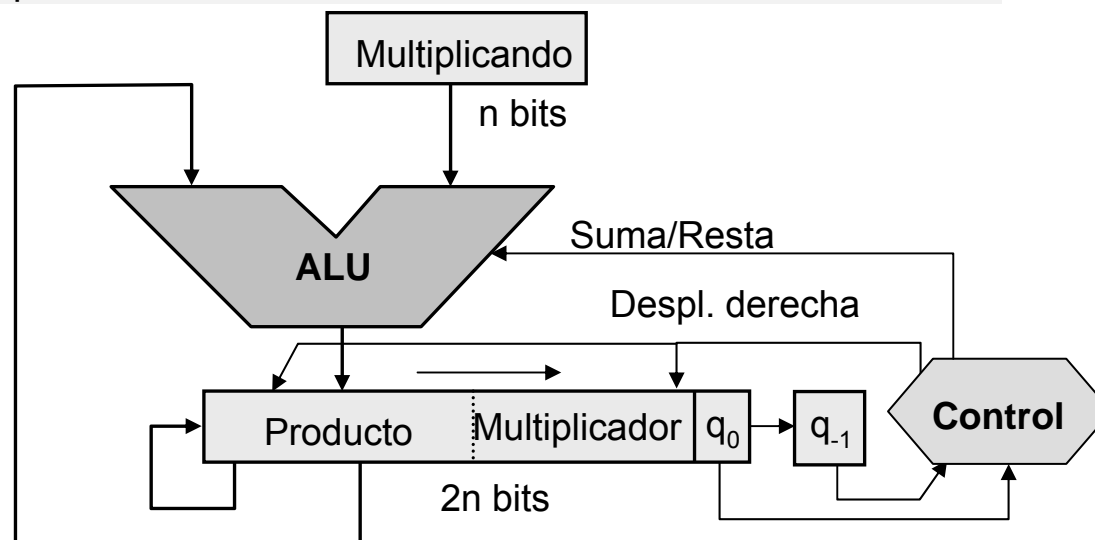 Multiplicando
n bits
Suma/Resta
ALU
Despl. derecha
Producto
Multiplicador
q0
q-1
Control
2n bits